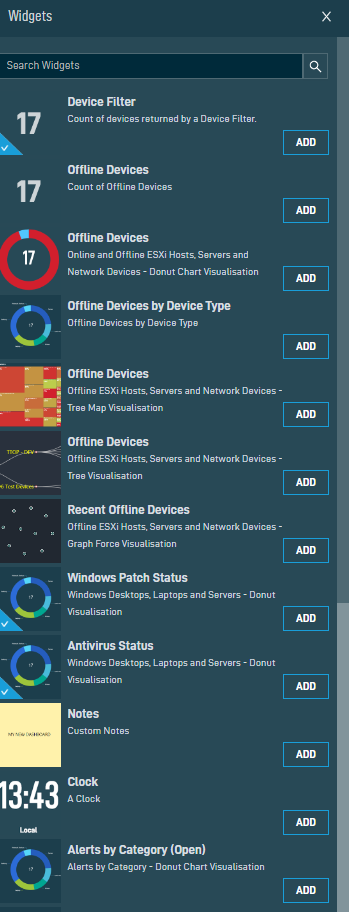 Widgets
Search Widgets
17
Device Filter
Count of devices returned by a Device Filter.
ADD
17
Offline Devices
Count of Offline Devices
ADD
17
Offline Devices
Online and Offline ESXi Hosts, Servers and
Network Devices - Donut Chart Visualisation
ADD
17
Offline Devices by Device Type
Offline Devices by Device Type
ADD
Offline Devices
Offline ESXi Hosts, Servers and Network Devices -
Tree Map Visualisation
ADD
TTOP - DEV
Test Devices
Offline Devices
Offline ESXi Hosts, Servers and Network Devices -
Tree Visualisation
ADD
Recent Offline Devices
Offline ESXi Hosts, Servers and Network Devices -
Graph Force Visualisation
ADD
17
Windows Patch Status
Windows Desktops, Laptops and Servers - Donut
Visualisation
ADD
17
Antivirus Status
Windows Desktops, Laptops and Servers - Donut
Visualisation
ADD
MY NEW DASHBOARD
Notes
Custom Notes
ADD
13:43
Local
Clock
A Clock
ADD
17
Alerts by Category (Open)
Alerts by Category - Donut Chart Visualisation
ADD